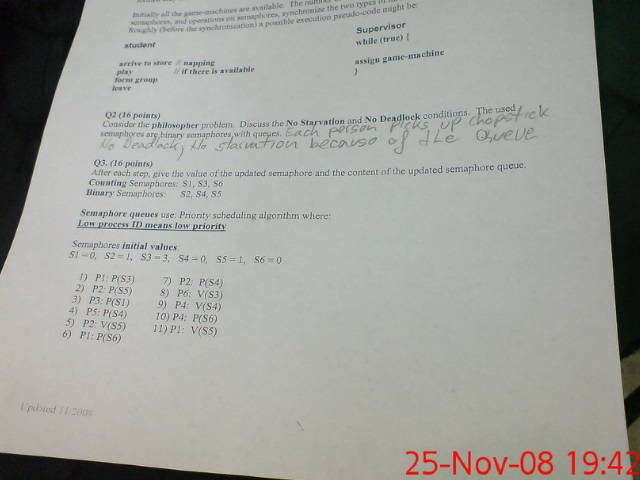 Initially all the game-machines are available. The number
semaphores, and operations on semaphores, synchronize the two types of
Roughly (before the synchronization) a possible execution pseudo-code might be:
student
Supervisor
while (true) {
arrive to store // napping
assign game-machine
play // if there is available
}
form group
leave
Q2 (16 points)
Consider the philosopher problem. Discuss the No Starvation and No Deadlock conditions. The used
semaphores are binary semaphores with queues. Each person picks up chopstick
No Deadlock, No starvation because of the Queue
Q3. (16 points)
After each step, give the value of the updated semaphore and the content of the updated semaphore queue.
Counting Semaphores: S1, S3, S6
Binary Semaphores: S2, S4, S5
Semaphore queues use: Priority scheduling algorithm where:
Low process ID means low priority
Semaphores initial values:
S1=0, S2=1, S3=3, S4=0, S5=1, S6=0
1) P1: P(S3)
2) P2: P(S5)
3) P3: P(S1)
4) P5: P(S4)
5) P2: V(S5)
6) P1: P(S6)
7) P2: P(S4)
8) P6: V(S3)
9) P4: V(S4)
10) P4: P(S6)
11) P1: V(S5)
Updated 11/2008
25-Nov-08 19:42